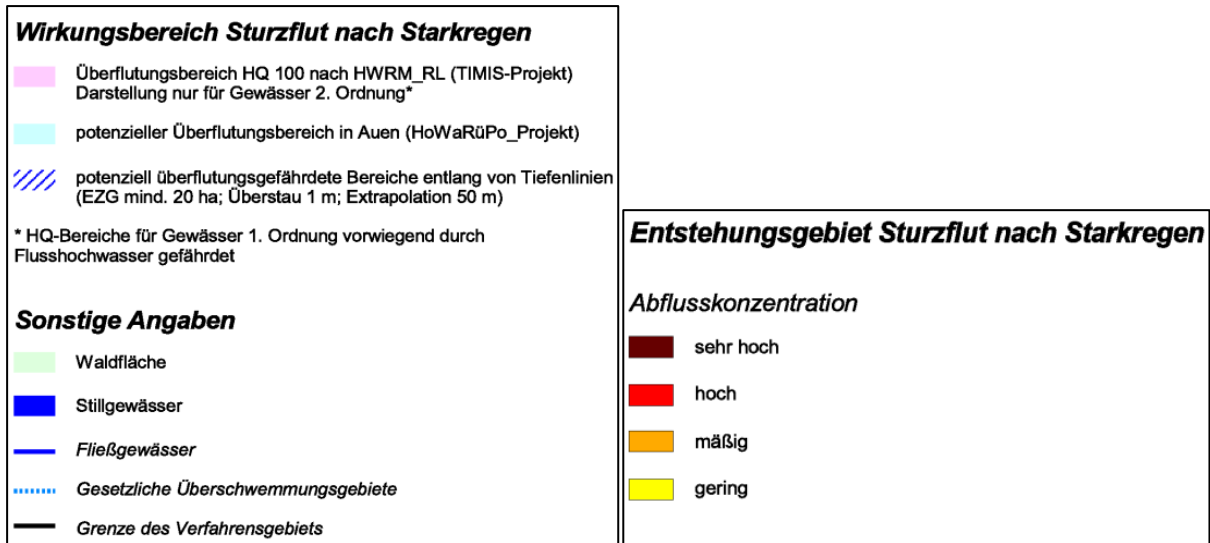 Wirkungsbereich Sturzflut nach Starkregen
Überflutungsbereich HQ 100 nach HWRM_RL (TIMIS-Projekt)
Darstellung nur für Gewässer 2. Ordnung*
potenzieller Überflutungsbereich in Auen (HoWaRüPo_Projekt)
potenziell überflutungsgefährdete Bereiche entlang von Tiefenlinien
(EZG mind. 20 ha; Überstau 1 m; Extrapolation 50 m)
* HQ-Bereiche für Gewässer 1. Ordnung vorwiegend durch
Flusshochwasser gefährdet
Sonstige Angaben
Waldfläche
Stillgewässer
Fließgewässer
Gesetzliche Überschwemmungsgebiete
Grenze des Verfahrensgebiets
Entstehungsgebiet Sturzflut nach Starkregen
Abflusskonzentration
sehr hoch
hoch
mäßig
gering